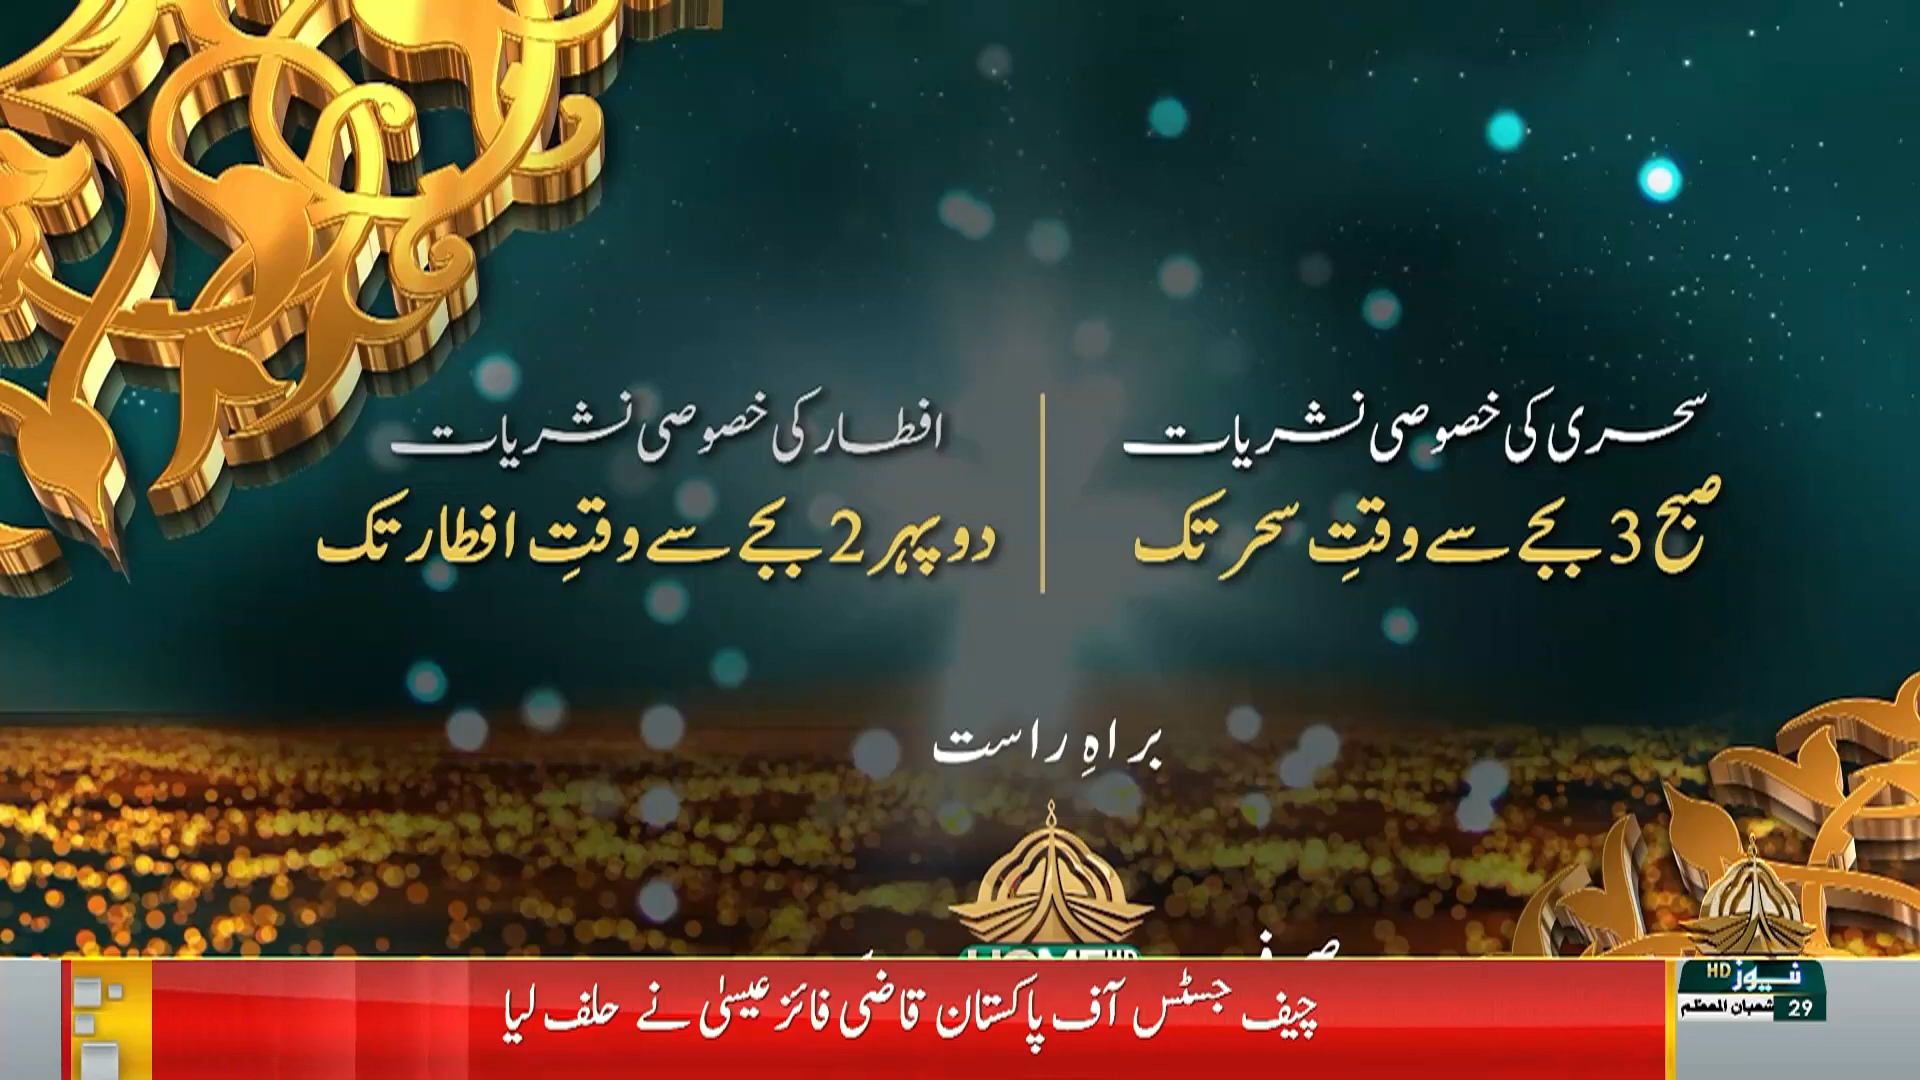 سحری کی خصوصی نشریات
صبح 3 بجے سے وقتِ سحر تک
افطار کی خصوصی نشریات
دوپہر 2 بجے سے وقتِ افطار تک
براہِ راست
HOME HD
چیف جسٹس آف پاکستان قاضی فائز عیسیٰ نے حلف لیا
نیوز HD
29 شعبان المعظم